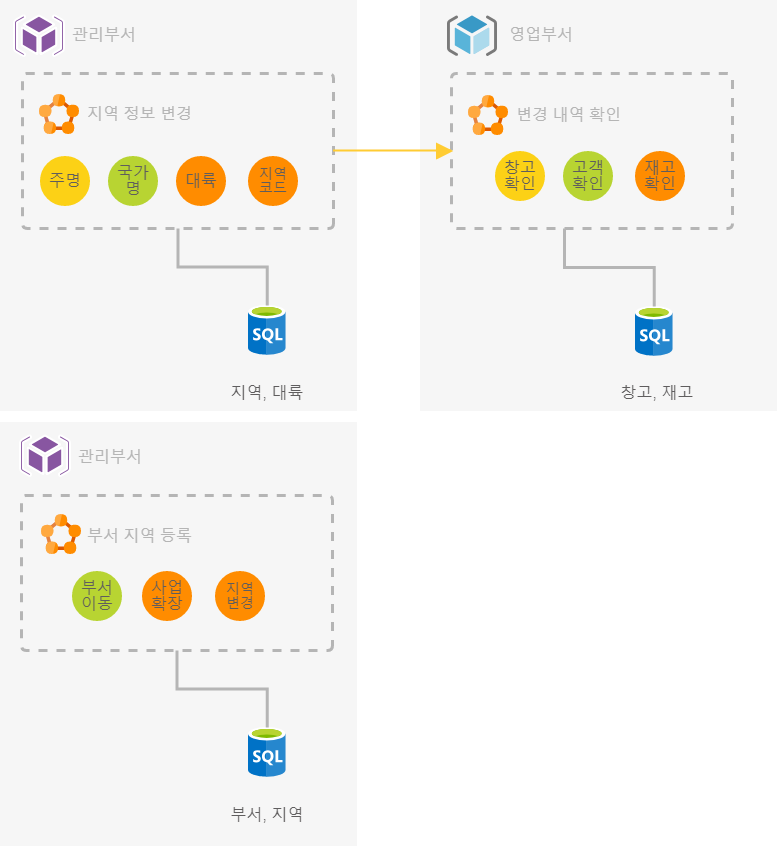 관리부서
지역 정보 변경
주명
국가
명
대륙
지역
코드
SQL
지역, 대륙
영업부서
변경 내역 확인
창고
확인
고객
확인
재고
확인
SQL
창고, 재고
관리부서
부서 지역 등록
부서
이동
사업
확장
지역
변경
SQL
부서, 지역